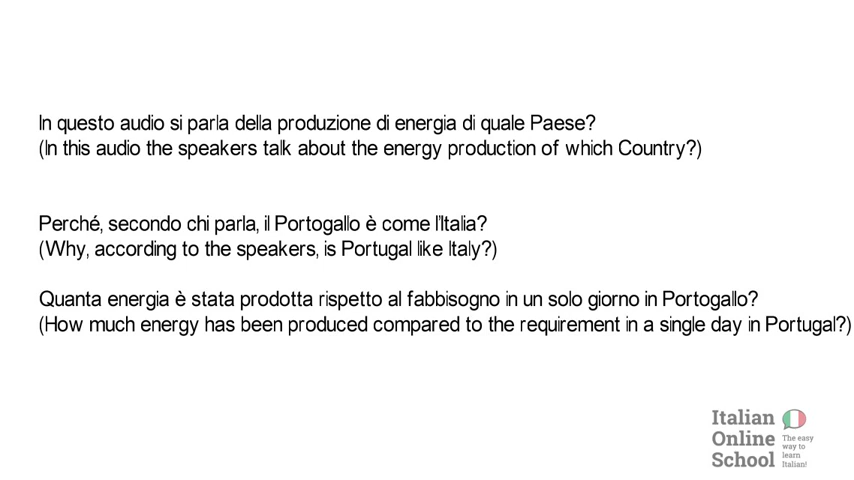 In questo audio si parla della produzione di energia di quale Paese?
(In this audio the speakers talk about the energy production of which Country?)
Perché, secondo chi parla, il Portogallo è come l'Italia?
(Why, according to the speakers, is Portugal like Italy?)
Quanta energia è stata prodotta rispetto al fabbisogno in un solo giorno in Portogallo?
(How much energy has been produced compared to the requirement in a single day in Portugal?)
Italian
Online
School
The easy
way to
learn
Italian!